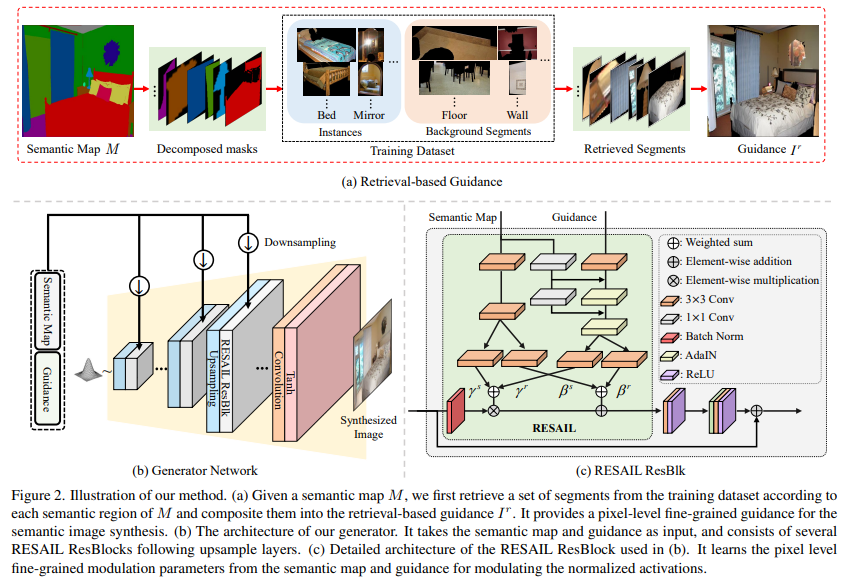 Semantic Map M
Decomposed masks
Bed
Mirror
Instances
Floor
Wall
Background Segments
Training Dataset
Retrieved Segments
Guidance Iʳ
...
...
(a) Retrieval-based Guidance
Semantic Map
Guidance
Downsampling
...
Upsampling
RESAIL ResBlk
...
Convolution
Tanh
Synthesized
Image
(b) Generator Network
Semantic Map
Guidance
γˢ
γʳ
βˢ
βʳ
RESAIL
⊕: Weighted sum
⊕: Element-wise addition
⊗: Element-wise multiplication
: 3×3 Conv
: 1×1 Conv
: Batch Norm
: AdaIN
: ReLU
(c) RESAIL ResBlk
Figure 2. Illustration of our method. (a) Given a semantic map M, we first retrieve a set of segments from the training dataset according to
each semantic region of M and composite them into the retrieval-based guidance Iʳ. It provides a pixel-level fine-grained guidance for the
semantic image synthesis. (b) The architecture of our generator. It takes the semantic map and guidance as input, and consists of several
RESAIL ResBlocks following upsample layers. (c) Detailed architecture of the RESAIL ResBlock used in (b). It learns the pixel level
fine-grained modulation parameters from the semantic map and guidance for modulating the normalized activations.